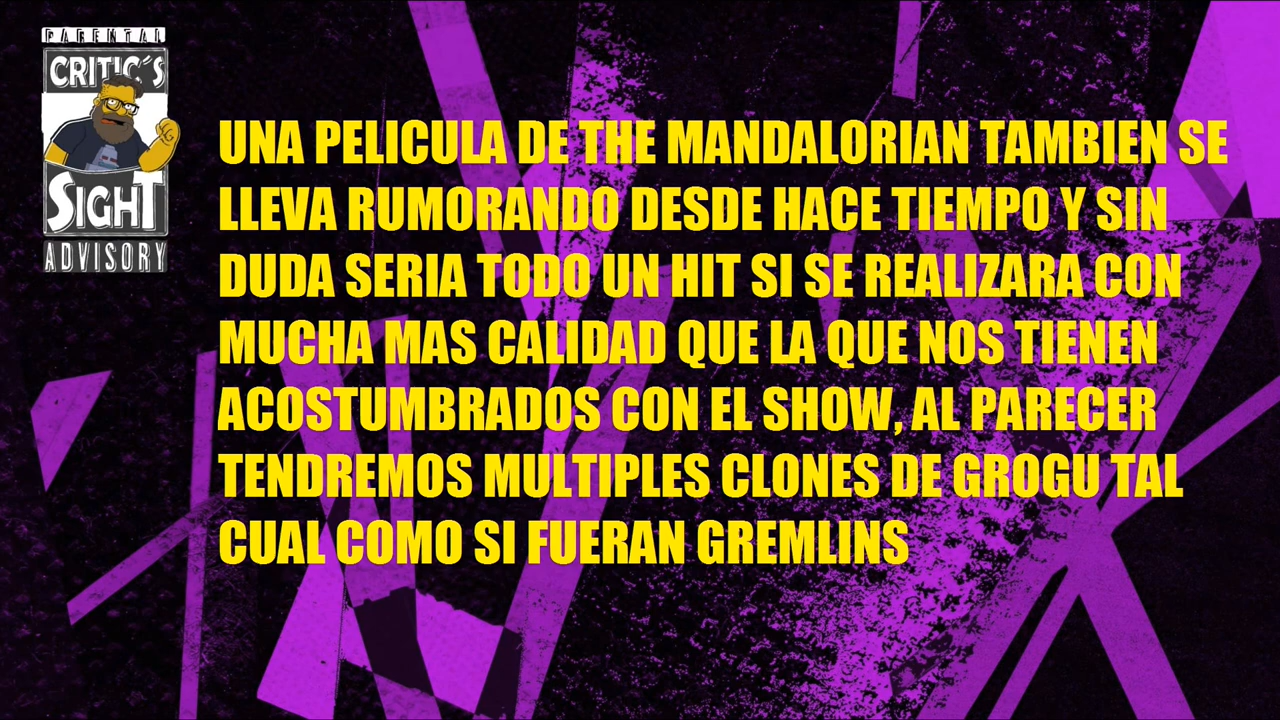 PARENTAL
CRITIC´S
SIGHT
ADVISORY
UNA PELICULA DE THE MANDALORIAN TAMBIEN SE
LLEVA RUMORANDO DESDE HACE TIEMPO Y SIN
DUDA SERIA TODO UN HIT SI SE REALIZARA CON
MUCHA MAS CALIDAD QUE LA QUE NOS TIENEN
ACOSTUMBRADOS CON EL SHOW, AL PARECER
TENDREMOS MULTIPLES CLONES DE GROGU TAL
CUAL COMO SI FUERAN GREMLINS